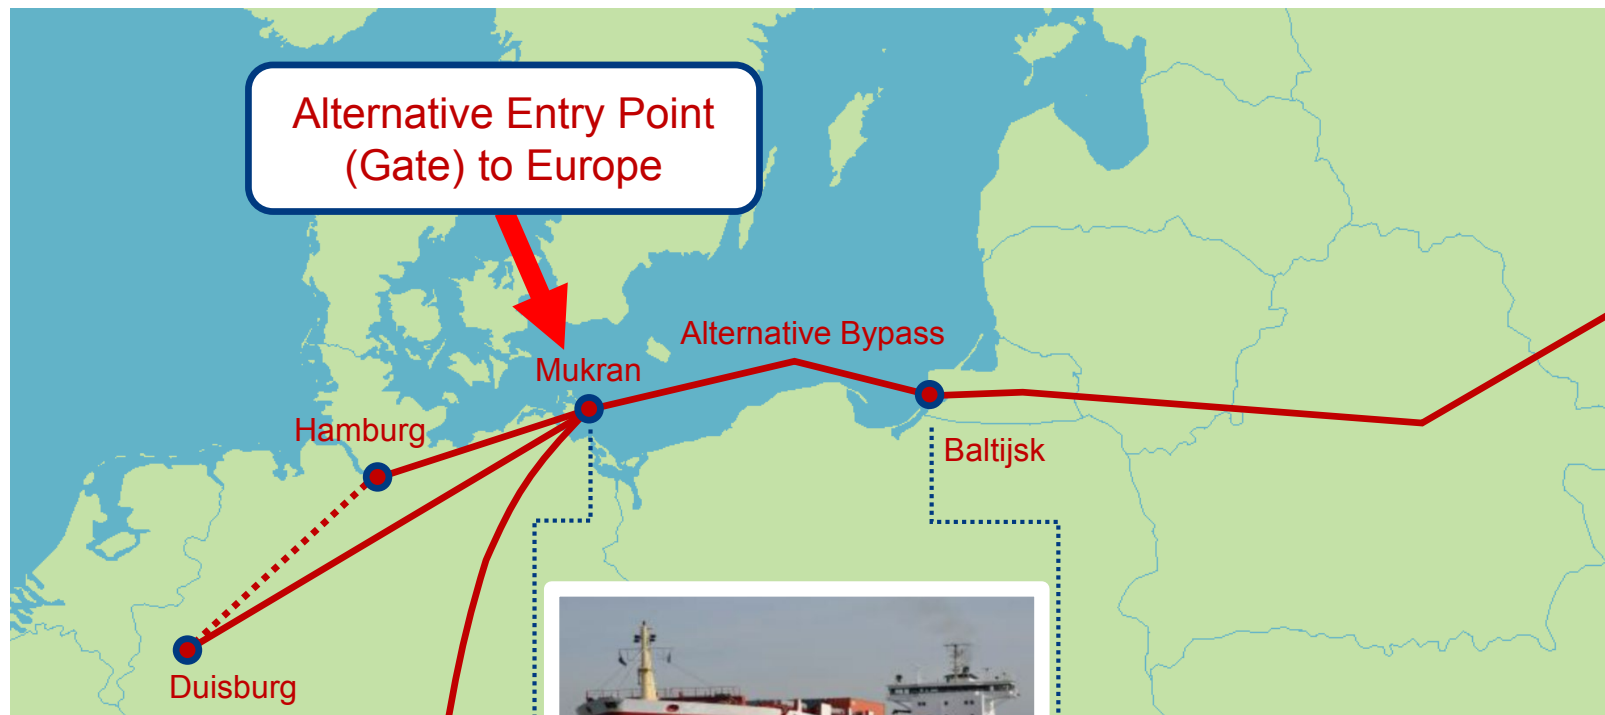 Alternative Entry Point
(Gate) to Europe
Alternative Bypass
Mukran
Hamburg
Baltijsk
Duisburg